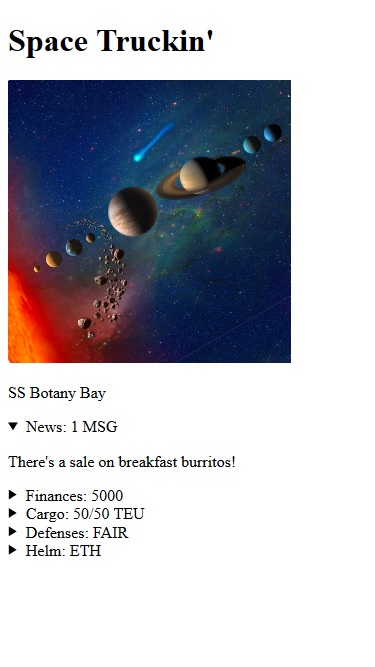 Space Truckin'
SS Botany Bay
News: 1 MSG
There's a sale on breakfast burritos!
Finances: 5000
Cargo: 50/50 TEU
Defenses: FAIR
Helm: ETH